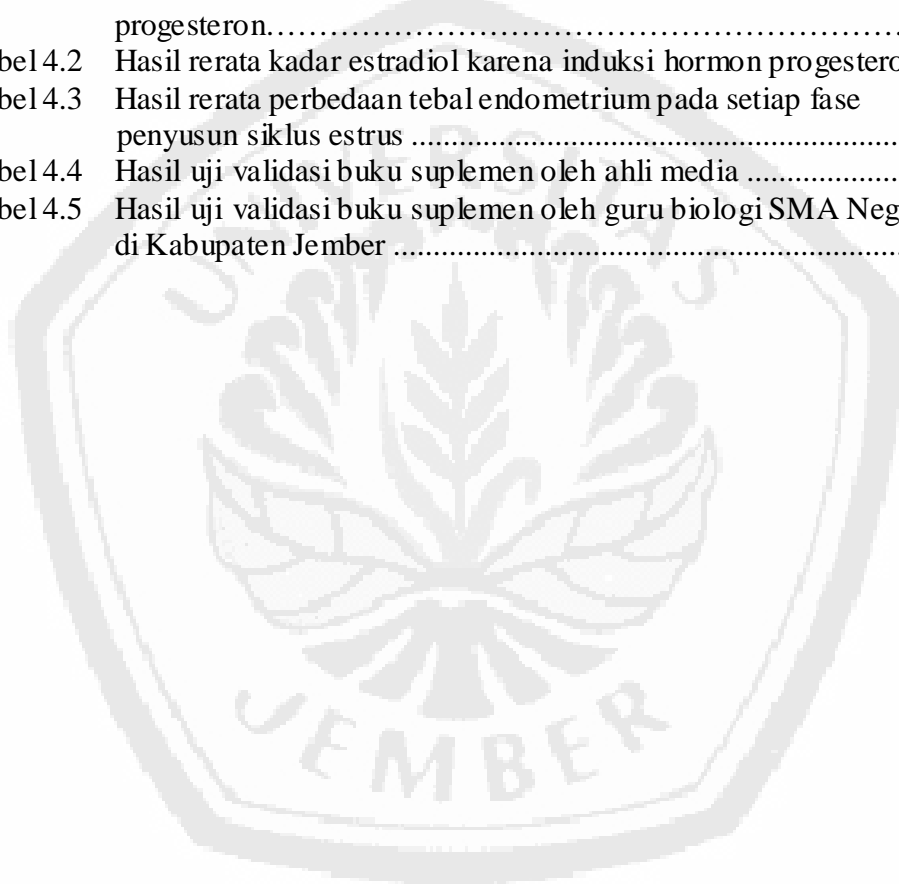 progesteron......................................................
bel 4.2 Hasil rerata kadar estradiol karena induksi hormon progestero
bel 4.3 Hasil rerata perbedaan tebal endometrium pada setiap fase
penyusun siklus estrus ......................................................
bel 4.4 Hasil uji validasi buku suplemen oleh ahli media ....................
bel 4.5 Hasil uji validasi buku suplemen oleh guru biologi SMA Neg
di Kabupaten Jember ......................................................
UNIVERSITAS
JEMBER